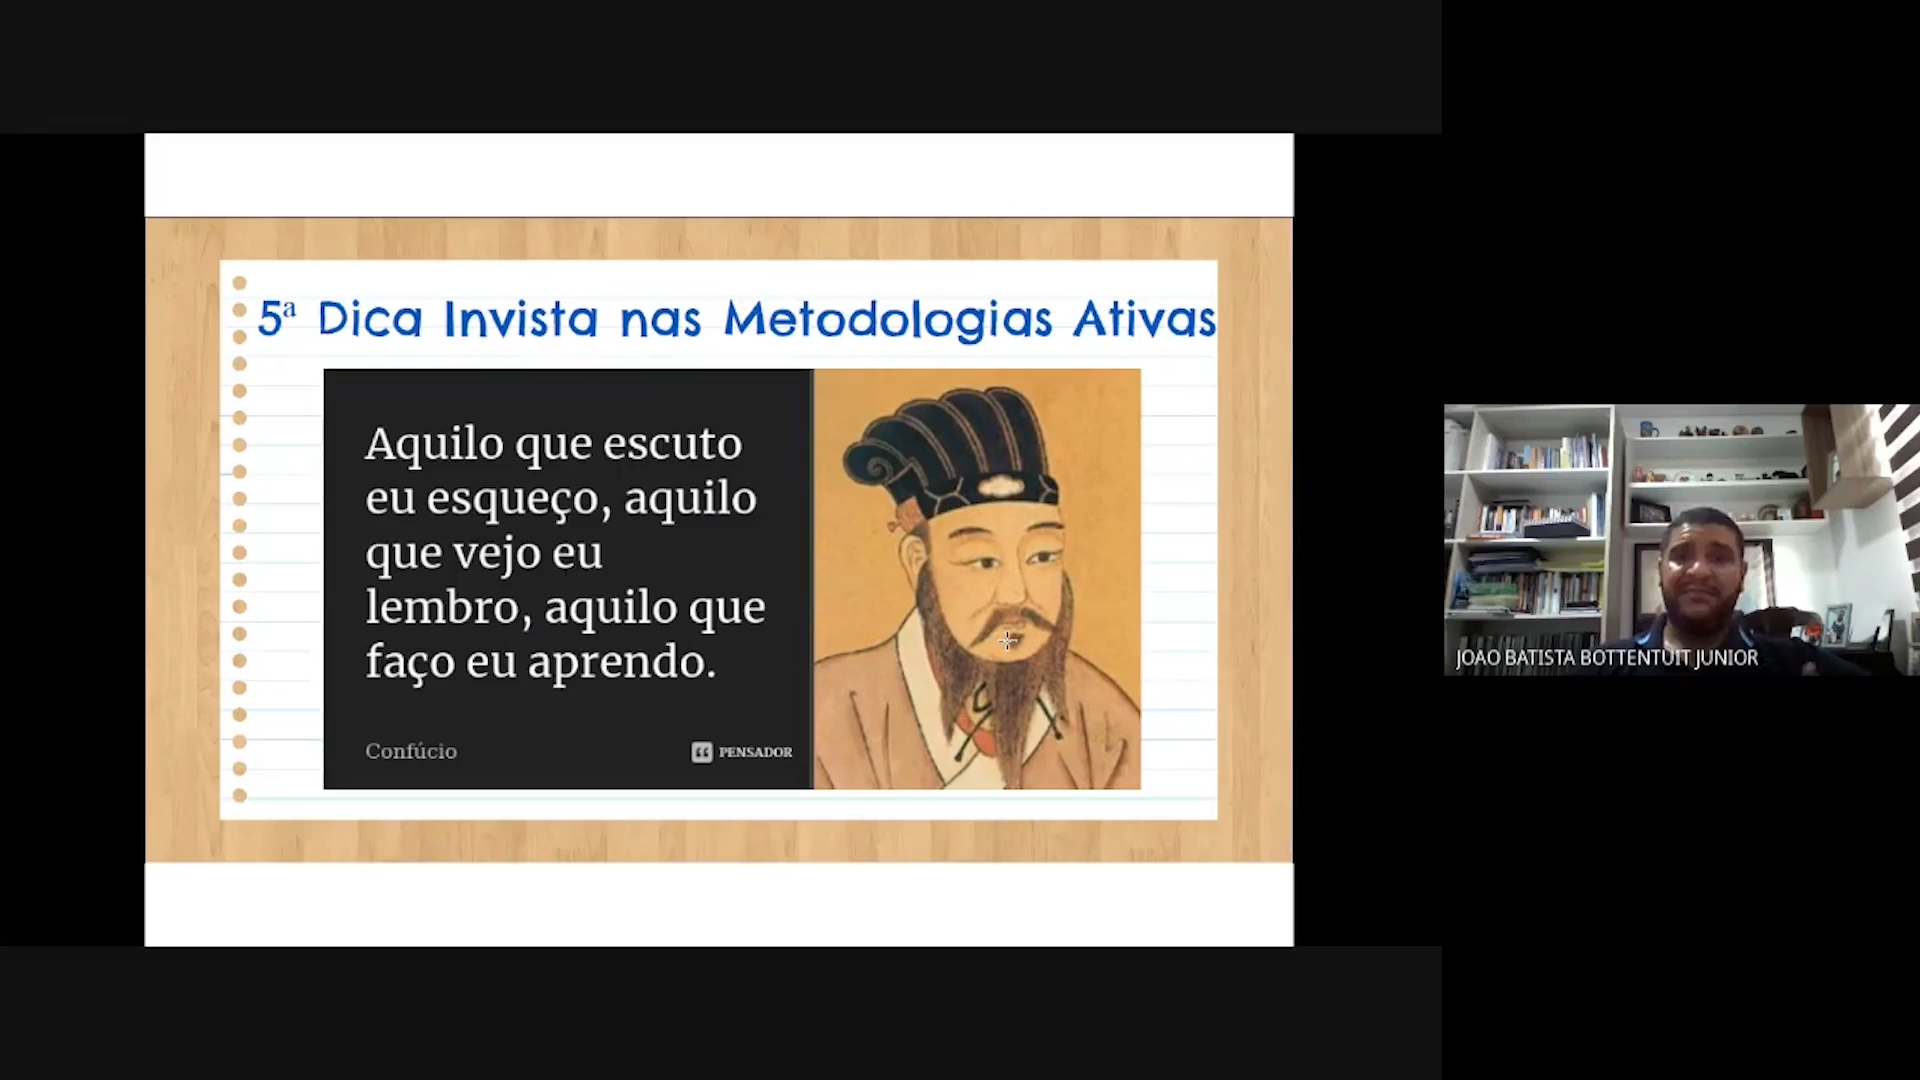 5ª Dica Invista nas Metodologias Ativas
Aquilo que escuto
eu esqueço, aquilo
que vejo eu
lembro, aquilo que
faço eu aprendo.
Confúcio
PENSADOR
JOAO BATISTA BOTTENTUIT JUNIOR